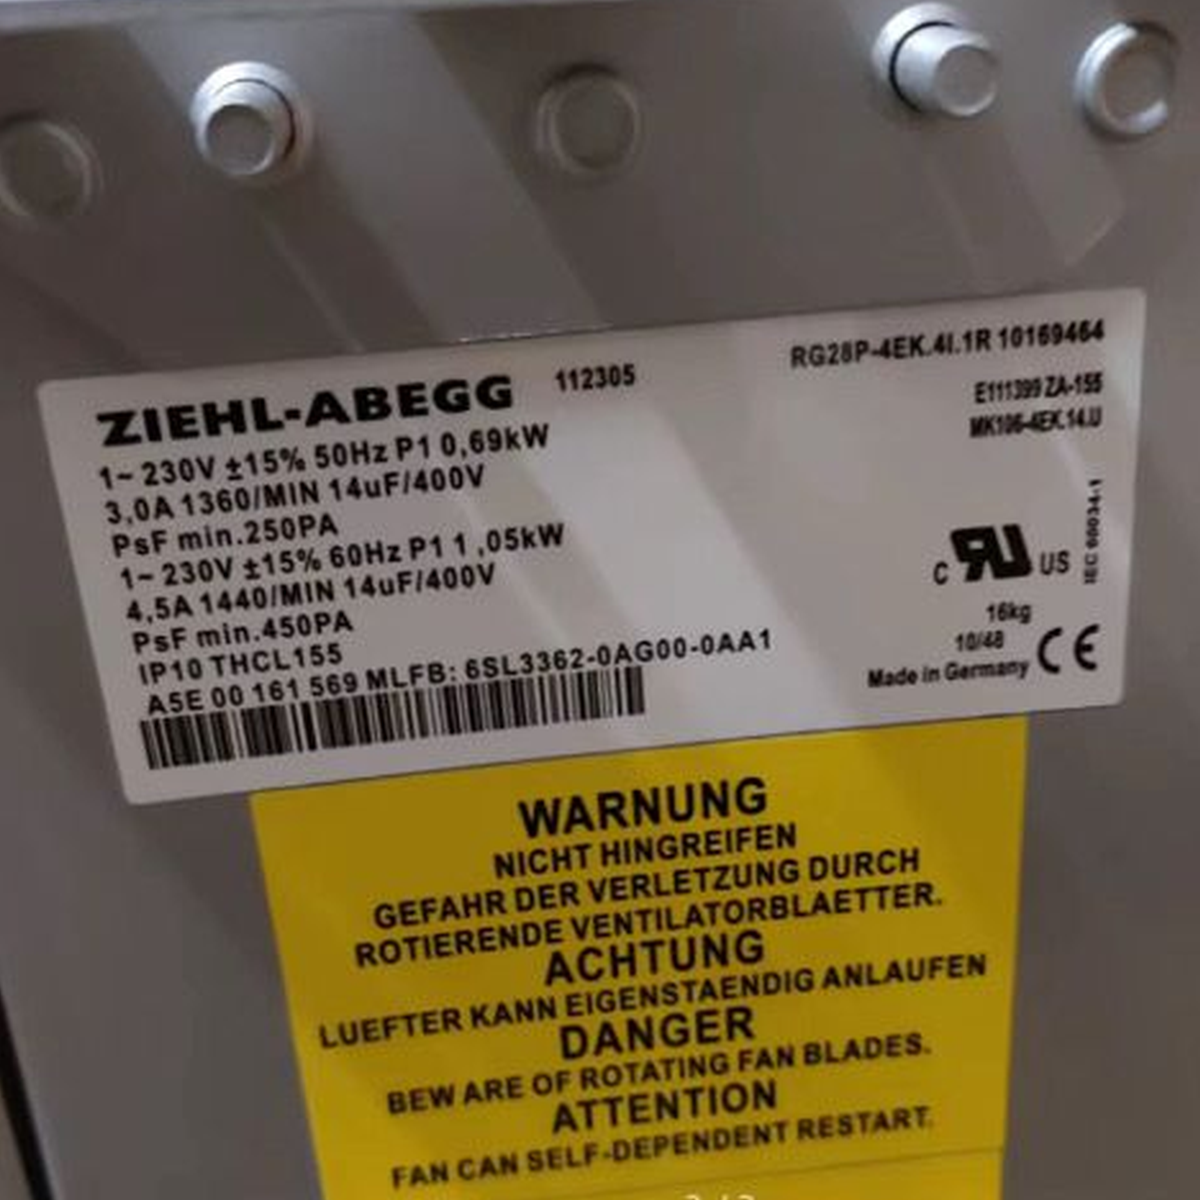 ZIEHL-ABEGG 112305
RG28P-4EK.4I.1R 10169464
E111399 ZA-155
MK106-4EK.14.U
1~ 230V ±15% 50Hz P1 0,69kW
3,0A 1360/MIN 14uF/400V
PsF min.250PA
1~ 230V ±15% 60Hz P1 1 ,05kW
4,5A 1440/MIN 14uF/400V
PsF min.450PA
IP10 THCL155
A5E 00 161 569 MLFB: 6SL3362-0AG00-0AA1
IEC 60034-1
C RU US
16kg
10/48
Made in Germany CE
WARNUNG
NICHT HINGREIFEN
GEFAHR DER VERLETZUNG DURCH
ROTIERENDE VENTILATORBLAETTER.
ACHTUNG
LUEFTER KANN EIGENSTAENDIG ANLAUFEN
DANGER
BEW ARE OF ROTATING FAN BLADES.
ATTENTION
FAN CAN SELF-DEPENDENT RESTART.